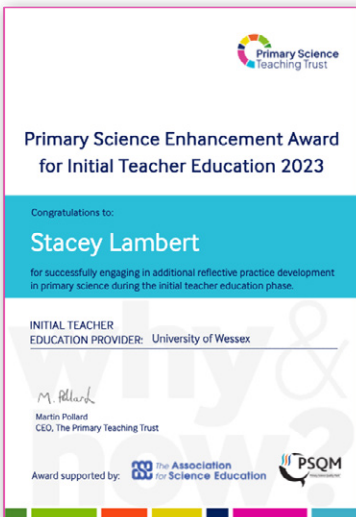 Primary Science
Teaching Trust
Primary Science Enhancement Award
for Initial Teacher Education 2023
Congratulations to:
Stacey Lambert
for successfully engaging in additional reflective practice development
in primary science during the initial teacher education phase.
why &
how?
INITIAL TEACHER
EDUCATION PROVIDER: University of Wessex
M. Pollard
Martin Pollard
CEO, The Primary Teaching Trust
Award supported by:
The Association
for Science Education
PSQM